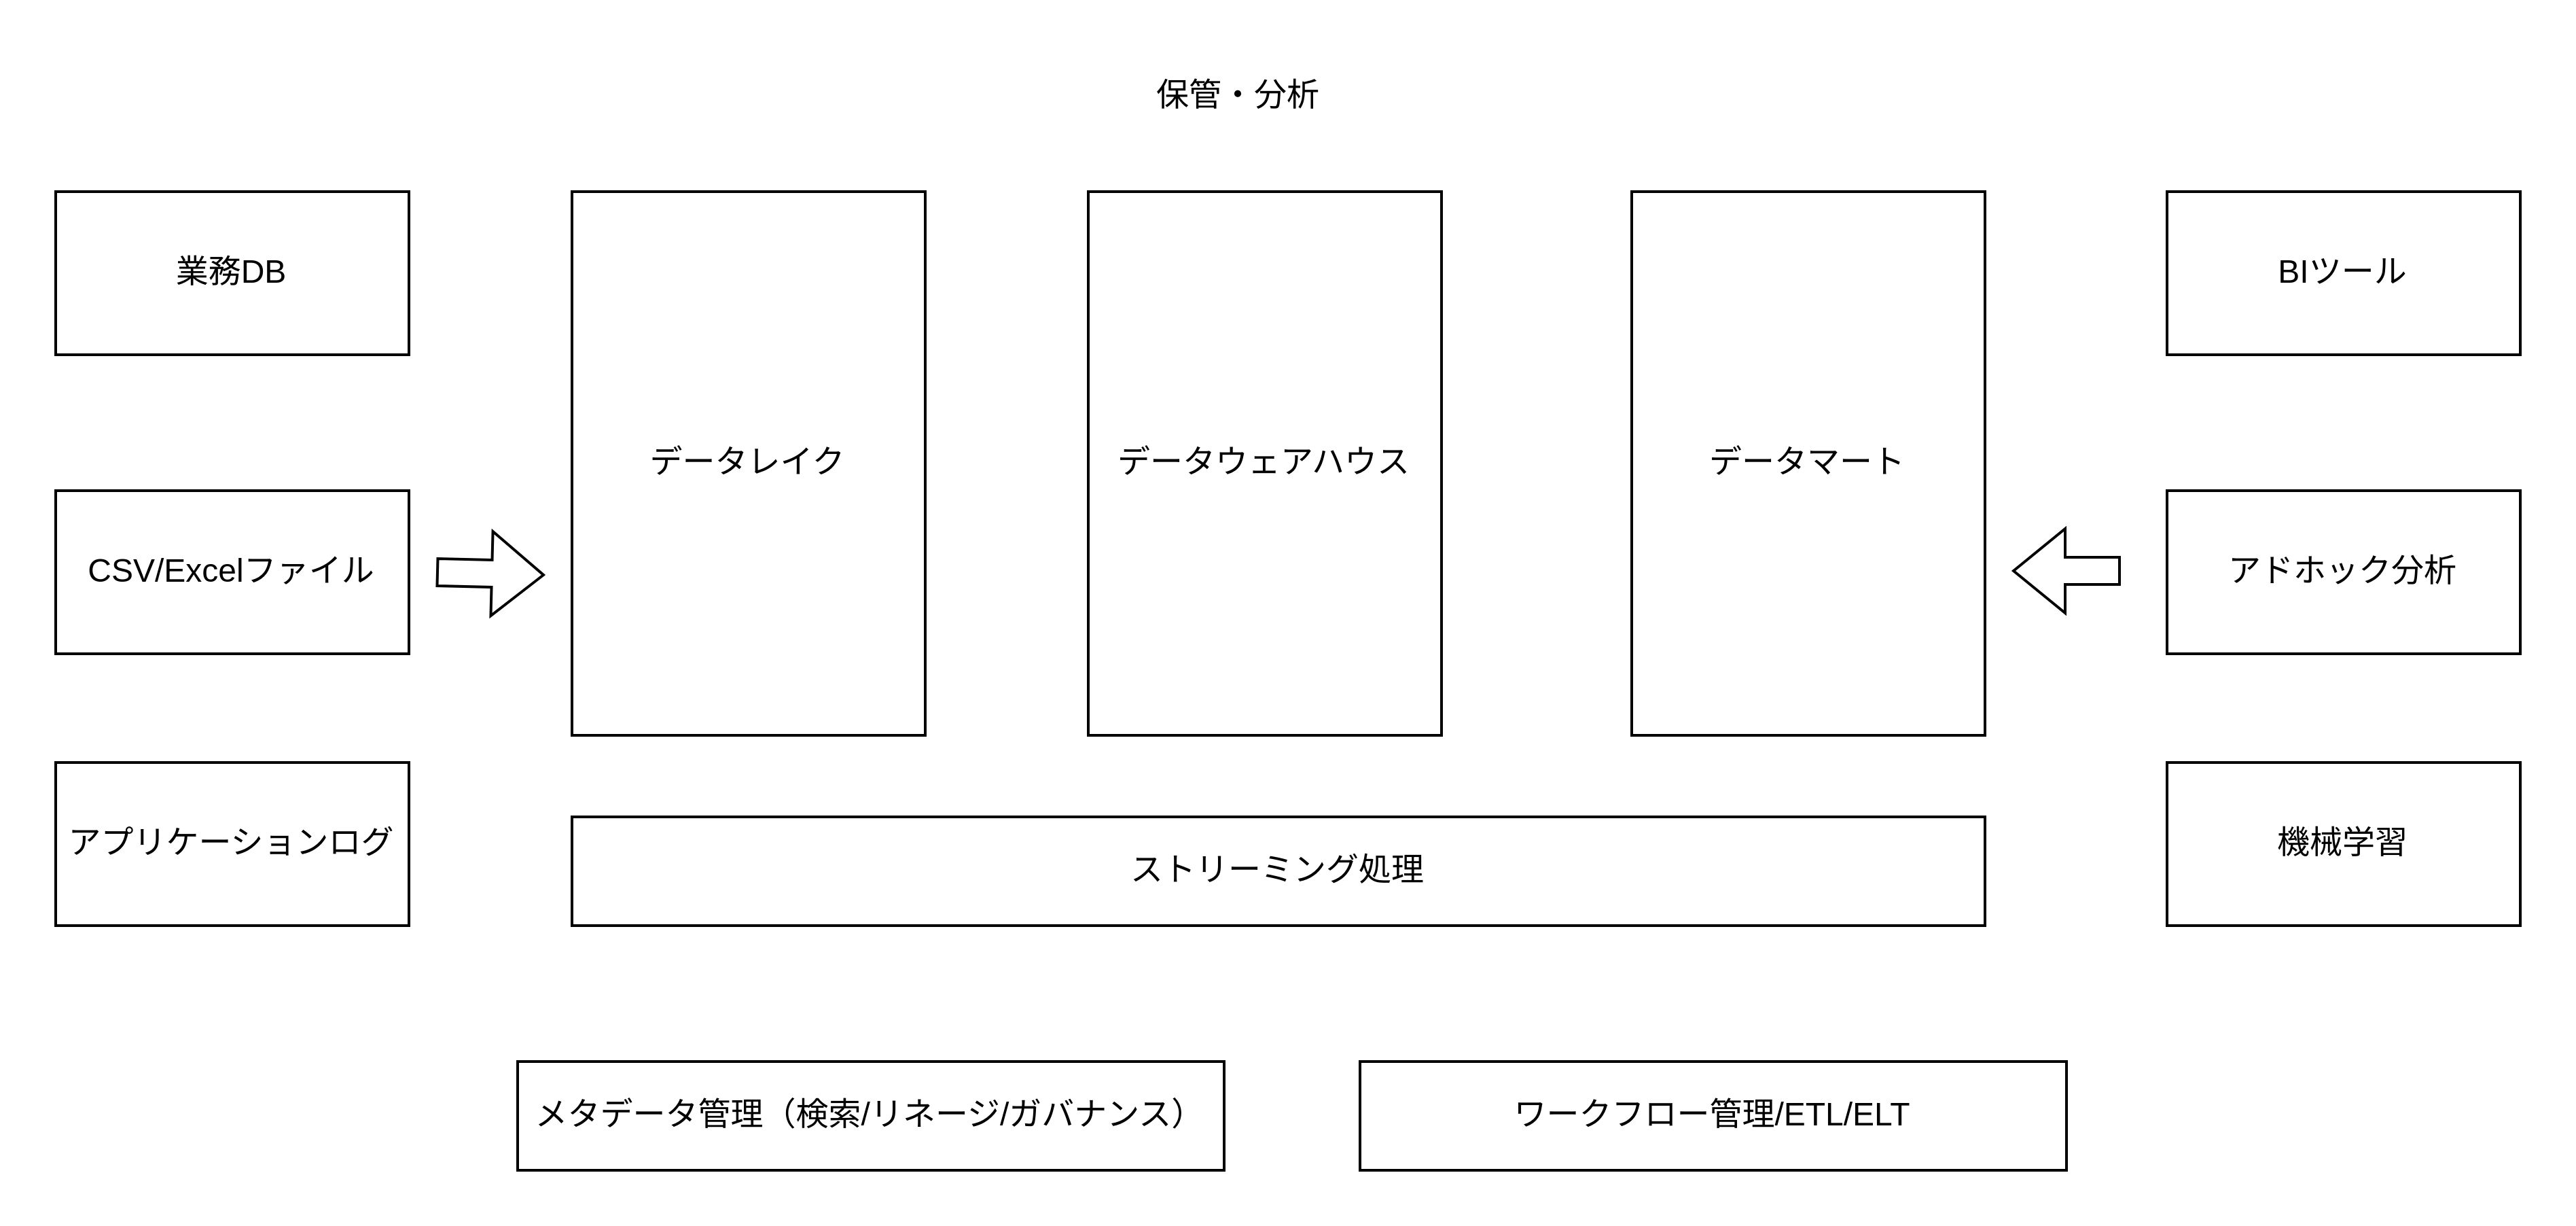 保管・分析
業務DB
データレイク
データウェアハウス
データマート
BIツール
CSV/Excelファイル
アドホック分析
アプリケーションログ
ストリーミング処理
機械学習
メタデータ管理（検索/リネージ/ガバナンス）
ワークフロー管理/ETL/ELT